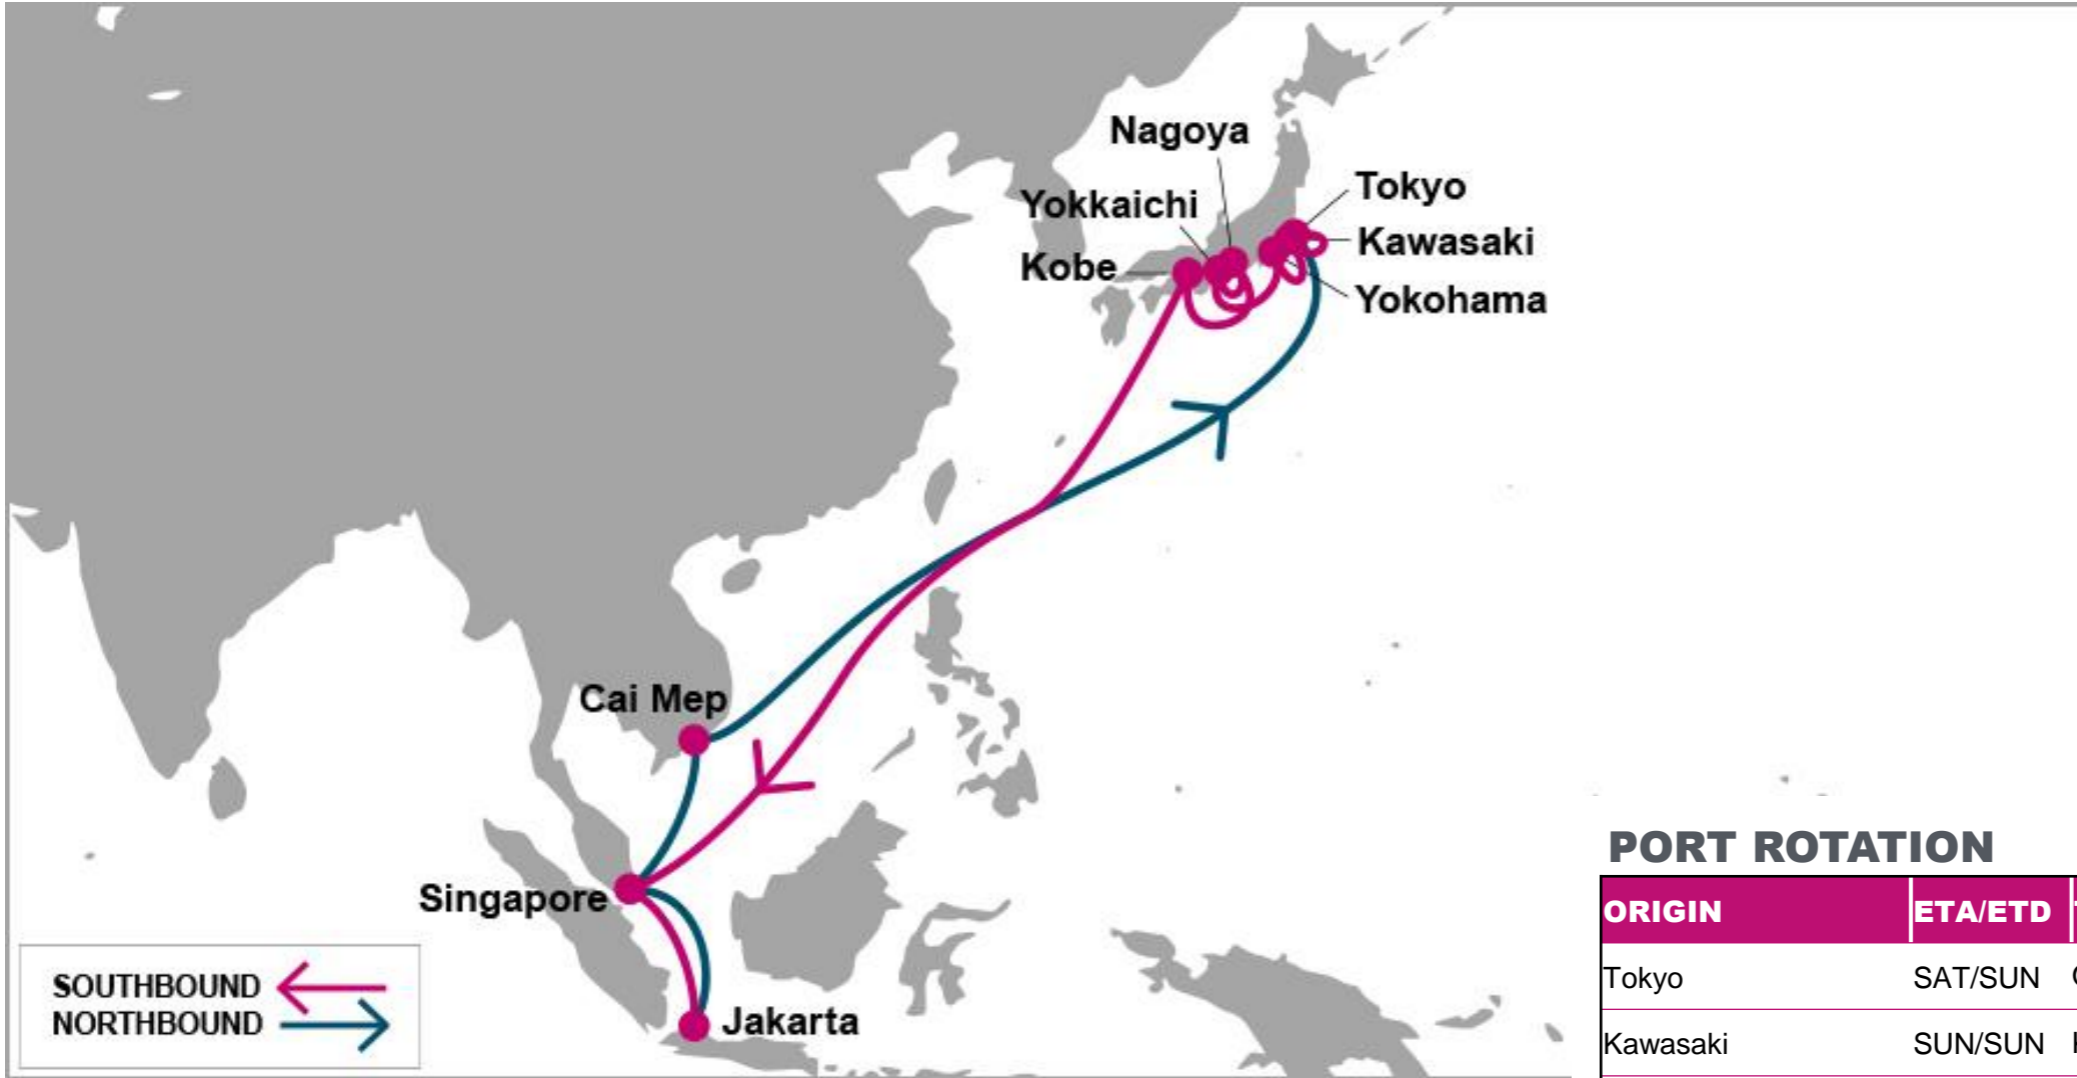 Nagoya
Tokyo
Yokkaichi
Kawasaki
Kobe
Yokohama
Cai Mep
Singapore
Jakarta
SOUTHBOUND
NORTHBOUND
PORT ROTATION
ORIGIN ETA/ETD
Tokyo SAT/SUN
Kawasaki SUN/SUN